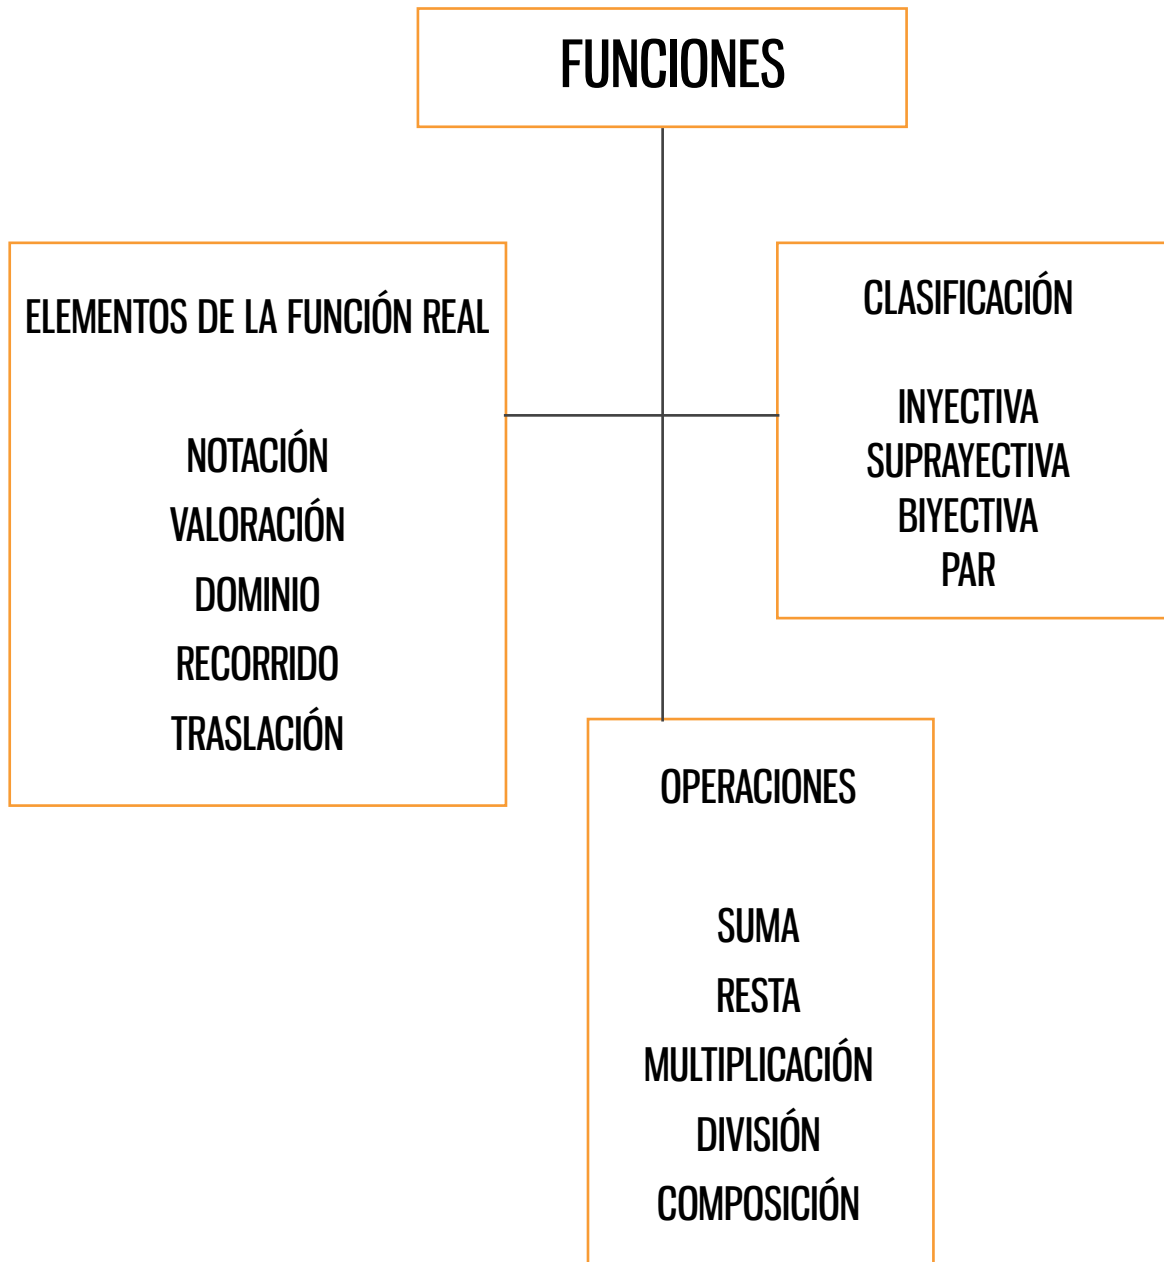 FUNCIONES
ELEMENTOS DE LA FUNCIÓN REAL
NOTACIÓN
VALORACIÓN
DOMINIO
RECORRIDO
TRASLACIÓN
CLASIFICACIÓN
INYECTIVA
SUPRAYECTIVA
BIYECTIVA
PAR
OPERACIONES
SUMA
RESTA
MULTIPLICACIÓN
DIVISIÓN
COMPOSICIÓN